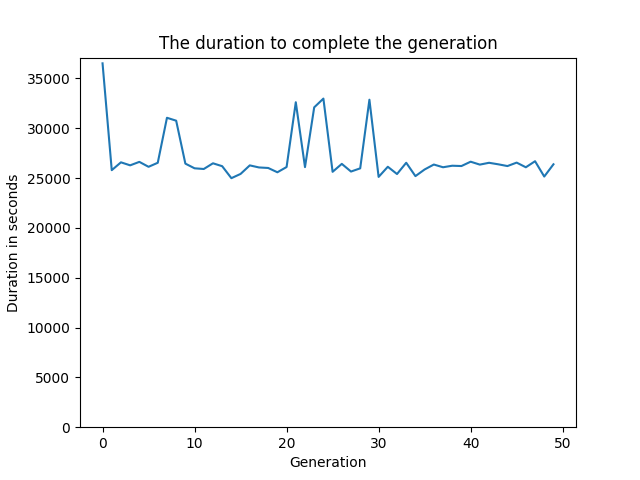 The duration to complete the generation
35000
30000
25000
20000
15000
10000
5000
0
Duration in seconds
0 10 20 30 40 50
Generation